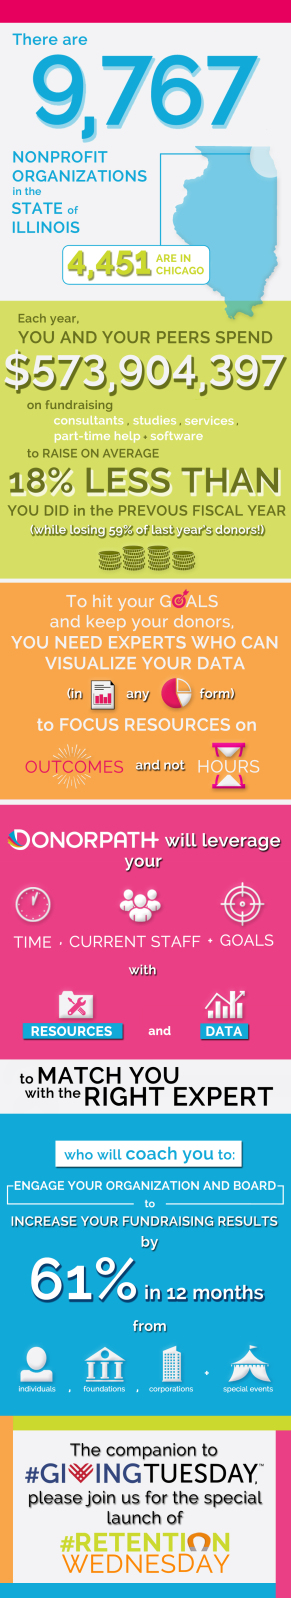 There are
9,767
NONPROFIT
ORGANIZATIONS
in the
STATE of
ILLINOIS
4,451 ARE IN
CHICAGO
Each year,
YOU AND YOUR PEERS SPEND
$573,904,397
on fundraising
consultants, studies, services,
part-time help + software
to RAISE ON AVERAGE
18% LESS THAN
YOU DID in the PREVOUS FISCAL YEAR
(while losing 59% of last year's donors!)
To hit your GOALS
and keep your donors,
YOU NEED EXPERTS WHO CAN
VISUALIZE YOUR DATA
(in any form)
to FOCUS RESOURCES on
OUTCOMES and not HOURS
DONORPATH will leverage
your
TIME + CURRENT STAFF + GOALS
with
RESOURCES and DATA
to MATCH YOU
with the RIGHT EXPERT
who will coach you to:
ENGAGE YOUR ORGANIZATION AND BOARD
to
INCREASE YOUR FUNDRAISING RESULTS
by
61% in 12 months
from
individuals, foundations, corporations + special events
The companion to
#GIVINGTUESDAY™
please join us for the special
launch of
#RETENTION
WEDNESDAY